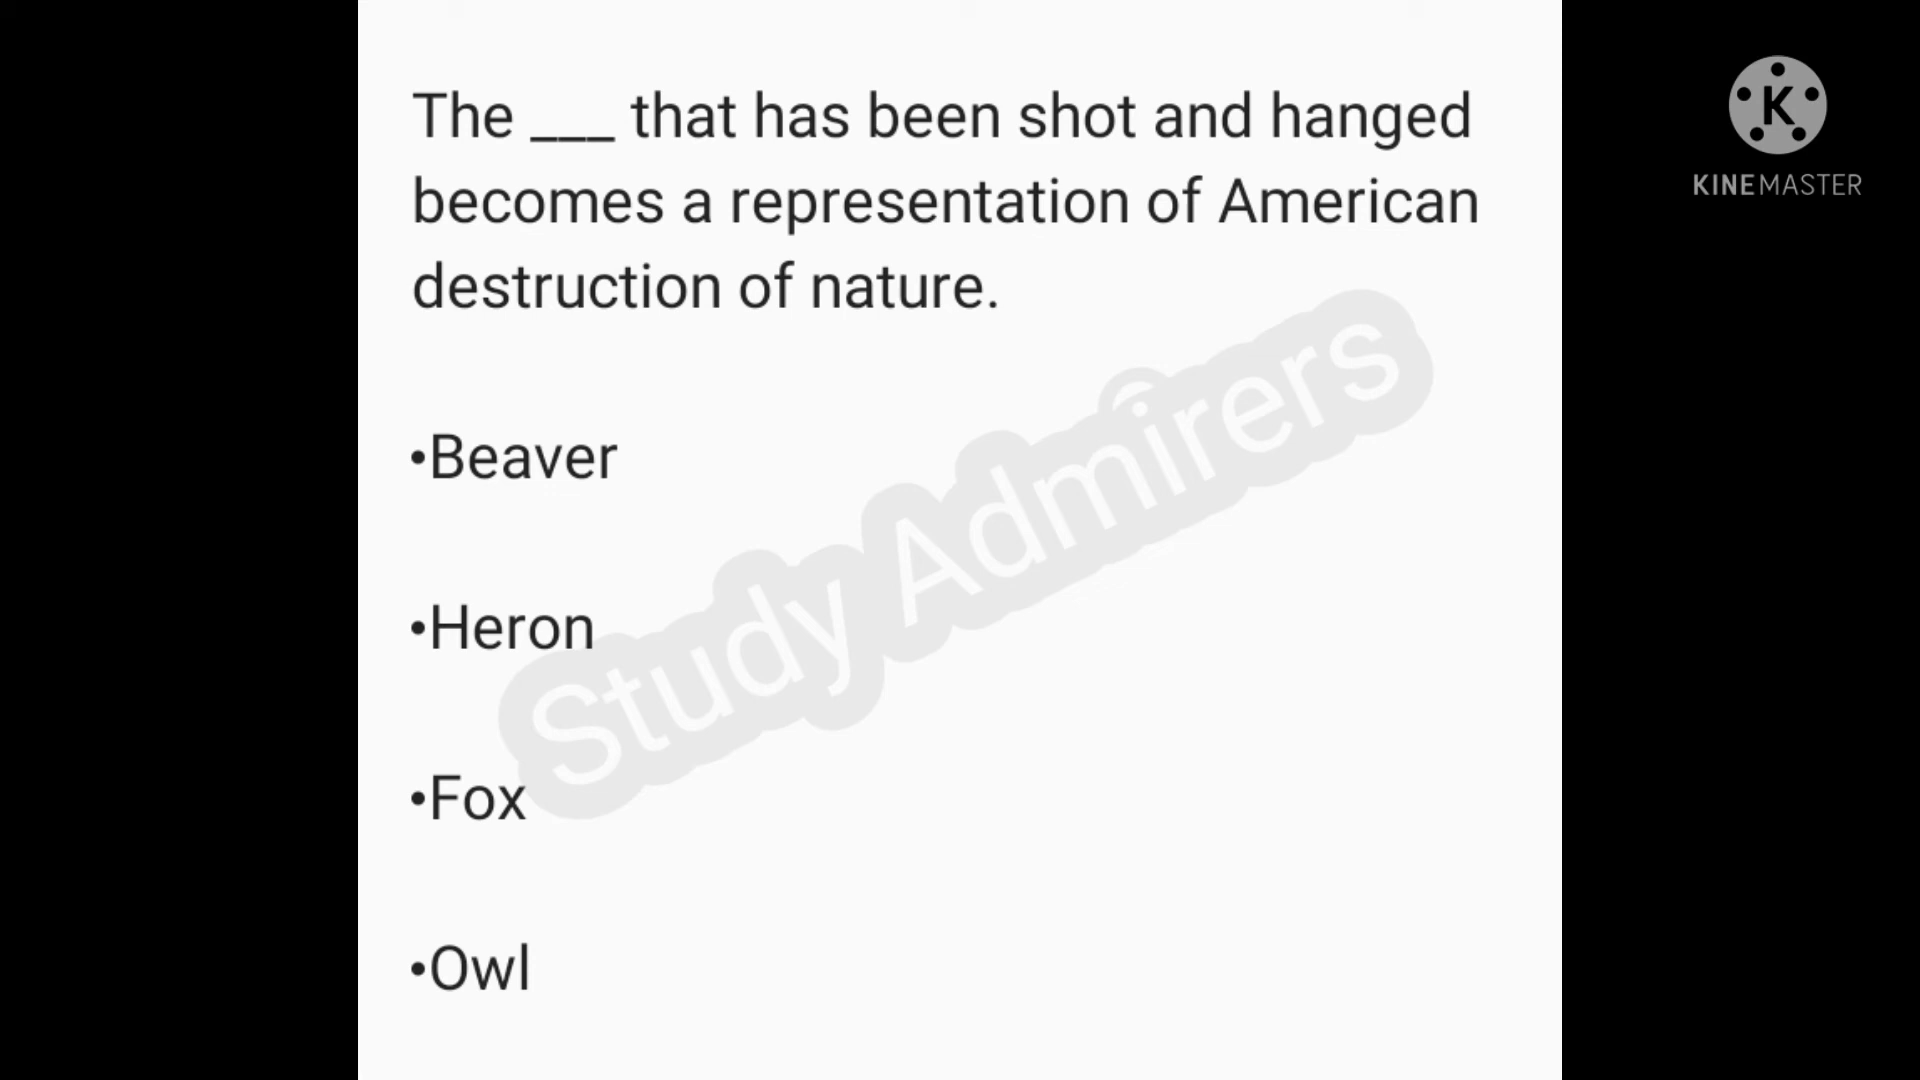 The ___ that has been shot and hanged
becomes a representation of American
destruction of nature.
•Beaver
•Heron
•Fox
•Owl
Study Admirers
K
KINEMASTER